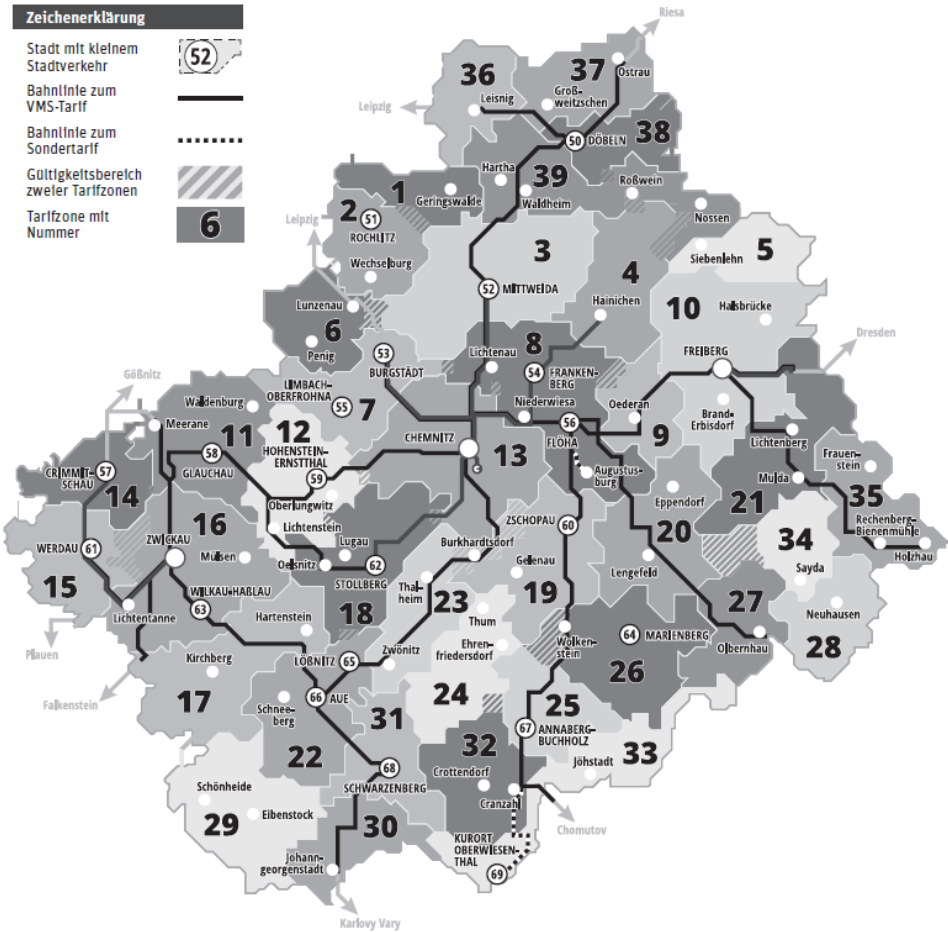 Zeichenerklärung
Stadt mit kleinem
Stadtverkehr
52
Bahnlinie zum
VMS-Tarif
Bahnlinie zum
Sondertarif
Gültigkeitsbereich
zweier Tarifzonen
Tarifzone mit
Nummer
6
Riesa
36
37
Ostrau
Groß-
weitzschen
Leisnig
Leipzig
50
DÖBELN
38
Hartha
39
Roßwein
Waldheim
1
Geringswalde
Nossen
2
51
ROCHLITZ
Leipzig
3
5
Siebenlehn
Wechselburg
4
52
MITTWEIDA
10
Halsbrücke
Hainichen
Lunzenau
6
Penig
53
BURGSTÄDT
8
Lichtenau
54
FRANKEN-
BERG
FREIBERG
Dresden
Gößnitz
LIMBACH-
OBERFROHNA
55
7
Waldenburg
Meerane
11
12
Niederwiesa
Oederan
56
FLÖHA
9
Brand-
Erbisdorf
Lichtenberg
CHEMNITZ
13
HOHENSTEIN-
ERNSTTHAL
59
58
GLAUCHAU
57
CRIMMIT-
SCHAU
14
Augustus-
burg
Frauen-
stein
Mulda
35
Eppendorf
21
Oberlungwitz
16
Lichtenstein
Lugau
ZSCHOPAU
60
20
34
Rechenberg-
Bienenmühle
Holzhau
WERDAU
61
ZWICKAU
Mülsen
Oelsnitz
62
STOLLBERG
Burkhardtsdorf
Gelenau
Lengefeld
Sayda
15
WILKAU-HAßLAU
63
Lichtentanne
Hartenstein
18
Thal-
heim
23
19
27
Thum
Neuhausen
Plauen
Wolken-
stein
64
MARIENBERG
Olbernhau
28
Kirchberg
LÖßNITZ
65
Zwönitz
Ehren-
friedersdorf
26
Falkenstein
17
66
AUE
Schnee-
berg
24
25
31
67
ANNABERG-
BUCHHOLZ
22
32
33
Jöhstadt
68
SCHWARZENBERG
Crottendorf
Cranzahl
Schönheide
29
Eibenstock
30
Chomutov
KURORT
OBERWIESEN-
THAL
69
Johann-
georgenstadt
Karlovy Vary